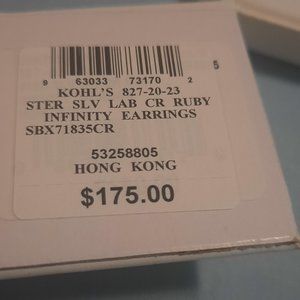 9 63033 73170 2
5
KOHL'S 827-20-23
STER SLV LAB CR RUBY
INFINITY EARRINGS
SBX71835CR
53258805
HONG KONG
$175.00